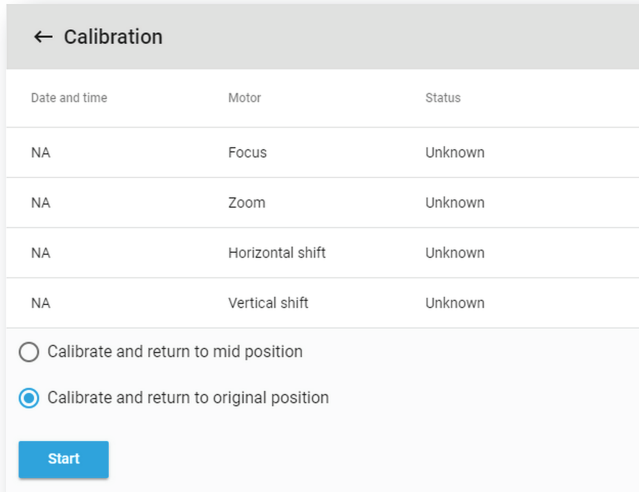 Calibration
Date and time Motor Status
NA Focus Unknown
NA Zoom Unknown
NA Horizontal shift Unknown
NA Vertical shift Unknown
Calibrate and return to mid position
Calibrate and return to original position
Start